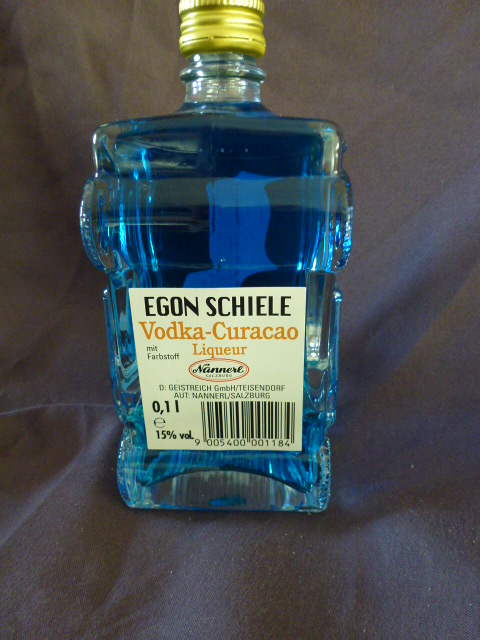 EGON SCHIELE
Vodka-Curacao
mit
Farbstoff
Liqueur
Nannerl
SALZBURG
D: GEISTREICH GmbH/TEISENDORF
AUT: NANNERL/SALZBURG
0,1 l
e
15% vol.
9 005400 001184